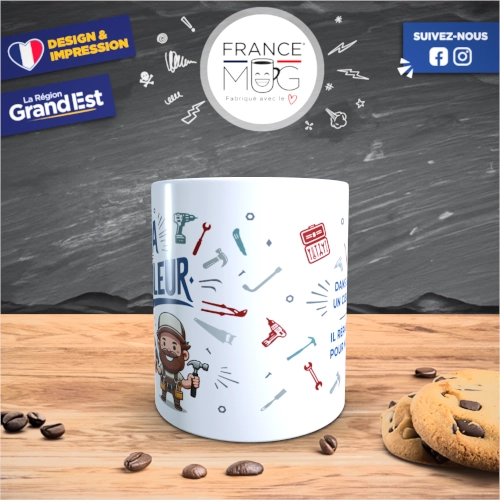 DESIGN &
IMPRESSION
La Région
Grand Est
FRANCE
MUG
Fabriqué avec le
SUIVEZ-NOUS
LEUR
DAN
UN C
IL RE
POUR